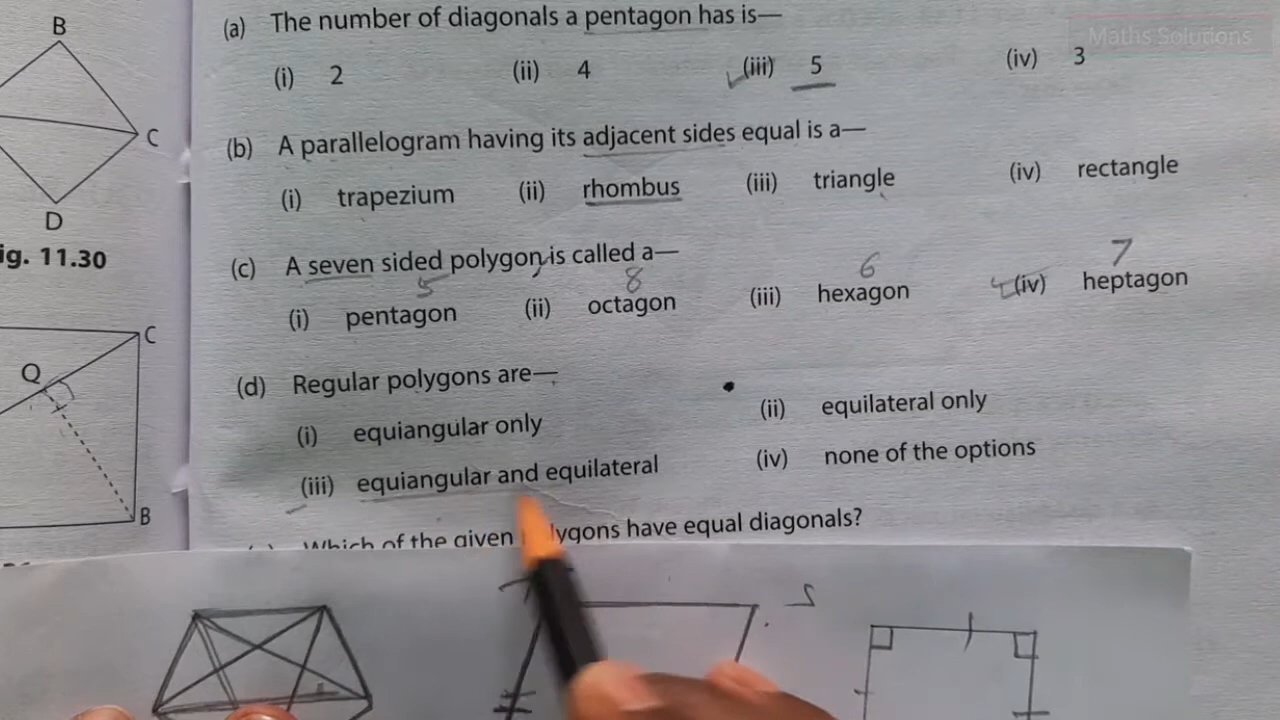 B
C
D
ig. 11.30
C
Q
B
Maths Solutions
(a) The number of diagonals a pentagon has is—
(i) 2 (ii) 4 (iii) 5 (iv) 3
(b) A parallelogram having its adjacent sides equal is a—
(i) trapezium (ii) rhombus (iii) triangle (iv) rectangle
(c) A seven sided polygon is called a—
5 8 6 7
(i) pentagon (ii) octagon (iii) hexagon (iv) heptagon
(d) Regular polygons are—
(i) equiangular only (ii) equilateral only
(iii) equiangular and equilateral (iv) none of the options
Which of the given lygons have equal diagonals?